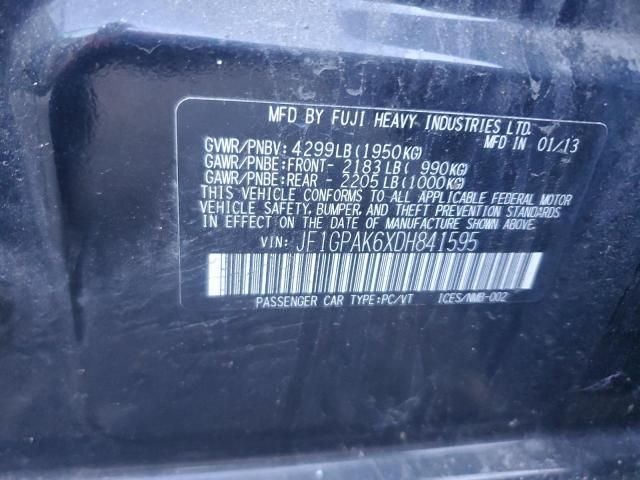 MFD BY FUJI HEAVY INDUSTRIES LTD.
MFD IN 01/13
GVWR/PNBV: 4299LB(1950KG)
GAWR/PNBE:FRONT- 2183LB( 990KG)
GAWR/PNBE:REAR - 2205LB(1000KG)
THIS VEHICLE CONFORMS TO ALL APPLICABLE FEDERAL MOTOR
VEHICLE SAFETY, BUMPER, AND THEFT PREVENTION STANDARDS
IN EFFECT ON THE DATE OF MANUFACTURE SHOWN ABOVE.
VIN: JF1GPAK6XDH841595
PASSENGER CAR TYPE:PC/VT ICES/NMB-002